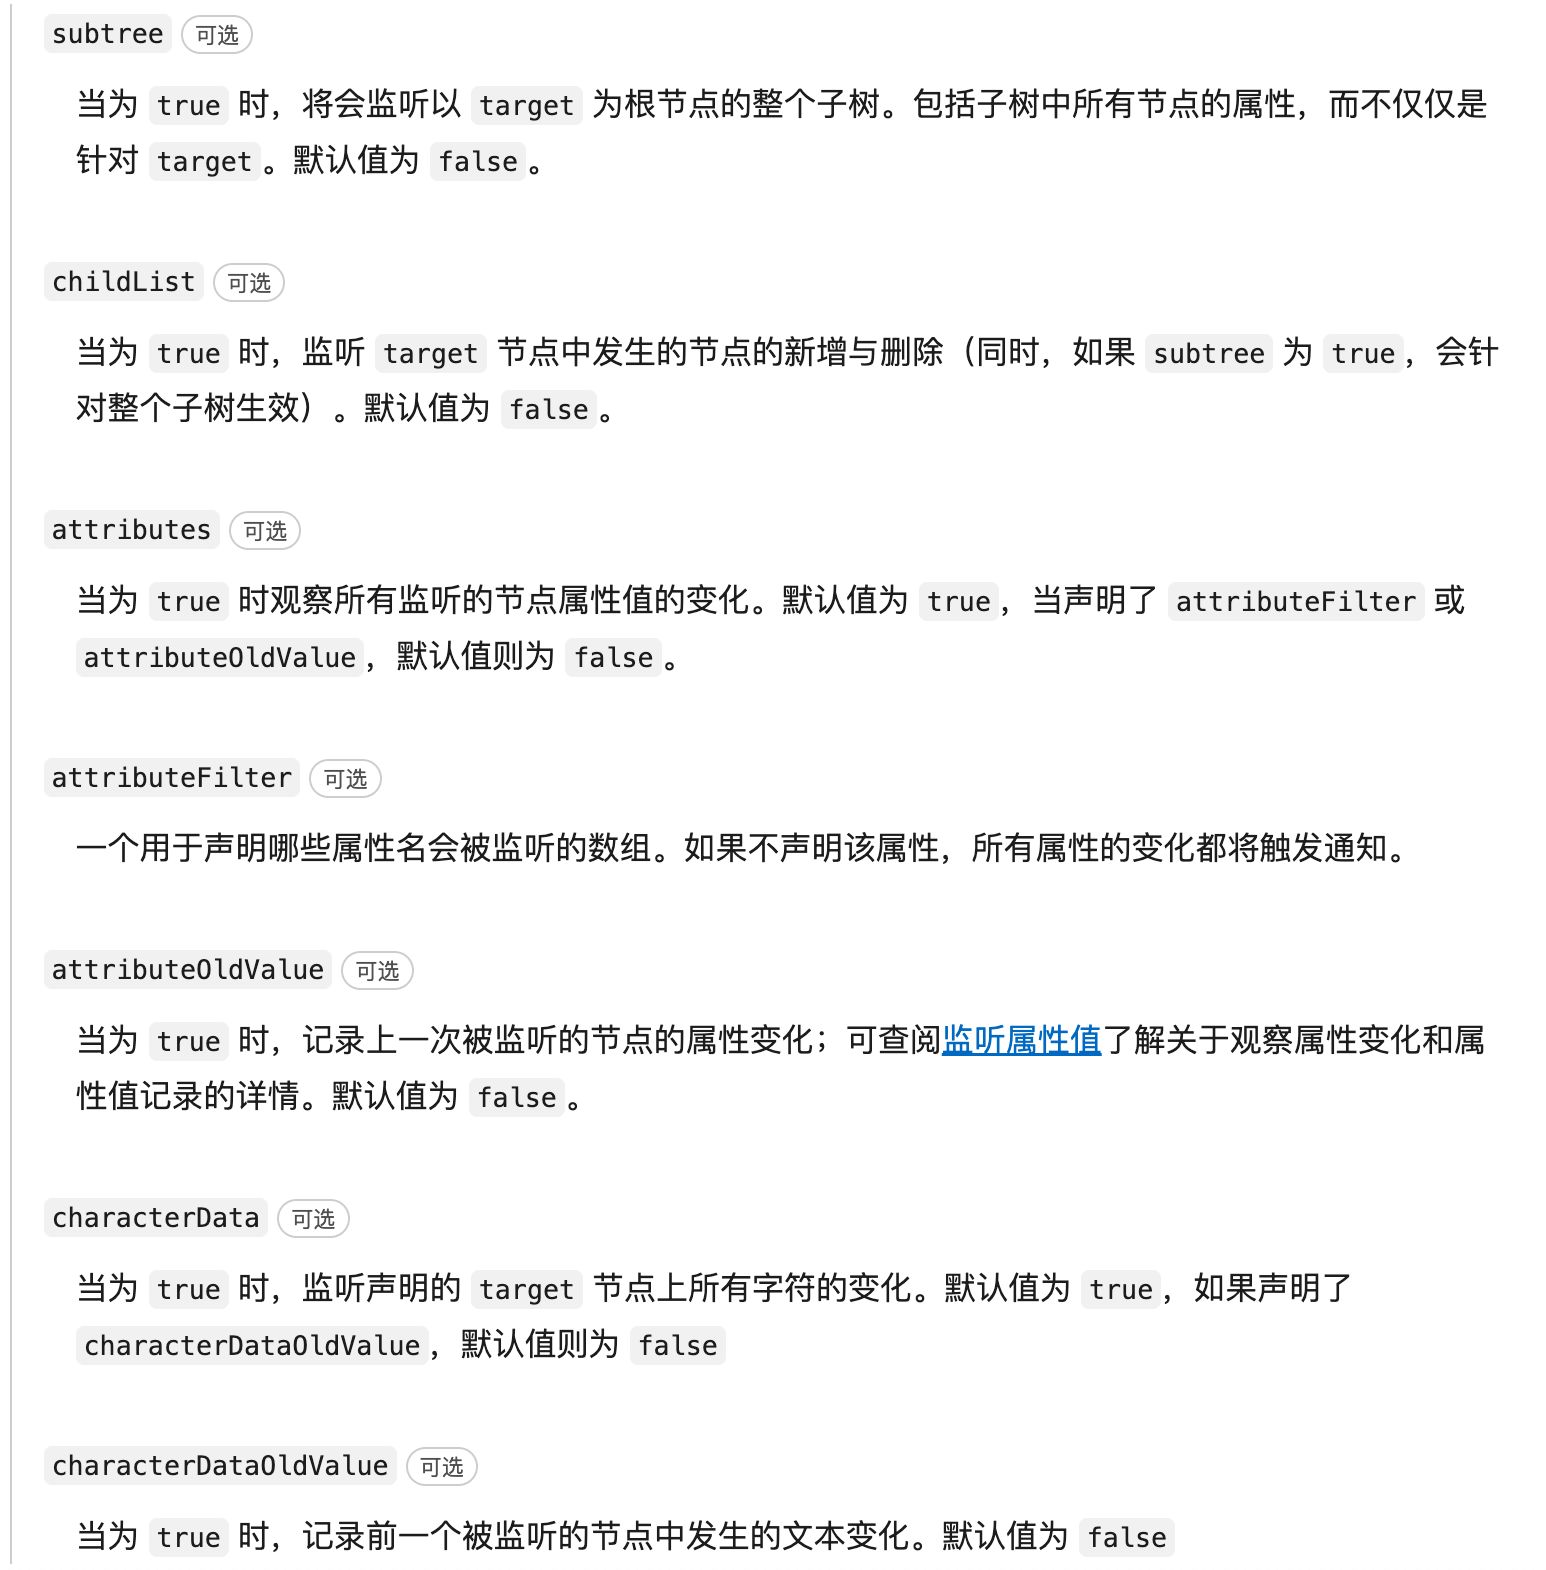 subtree 可选
当为 true 时，将会监听以 target 为根节点的整个子树。包括子树中所有节点的属性，而不仅仅是
针对 target。默认值为 false。
childList 可选
当为 true 时，监听 target 节点中发生的节点的新增与删除（同时，如果 subtree 为 true，会针
对整个子树生效）。默认值为 false。
attributes 可选
当为 true 时观察所有监听的节点属性值的变化。默认值为 true，当声明了 attributeFilter 或
attributeOldValue，默认值则为 false。
attributeFilter 可选
一个用于声明哪些属性名会被监听的数组。如果不声明该属性，所有属性的变化都将触发通知。
attributeOldValue 可选
当为 true 时，记录上一次被监听的节点的属性变化；可查阅监听属性值了解关于观察属性变化和属
性值记录的详情。默认值为 false。
characterData 可选
当为 true 时，监听声明的 target 节点上所有字符的变化。默认值为 true，如果声明了
characterDataOldValue，默认值则为 false
characterDataOldValue 可选
当为 true 时，记录前一个被监听的节点中发生的文本变化。默认值为 false